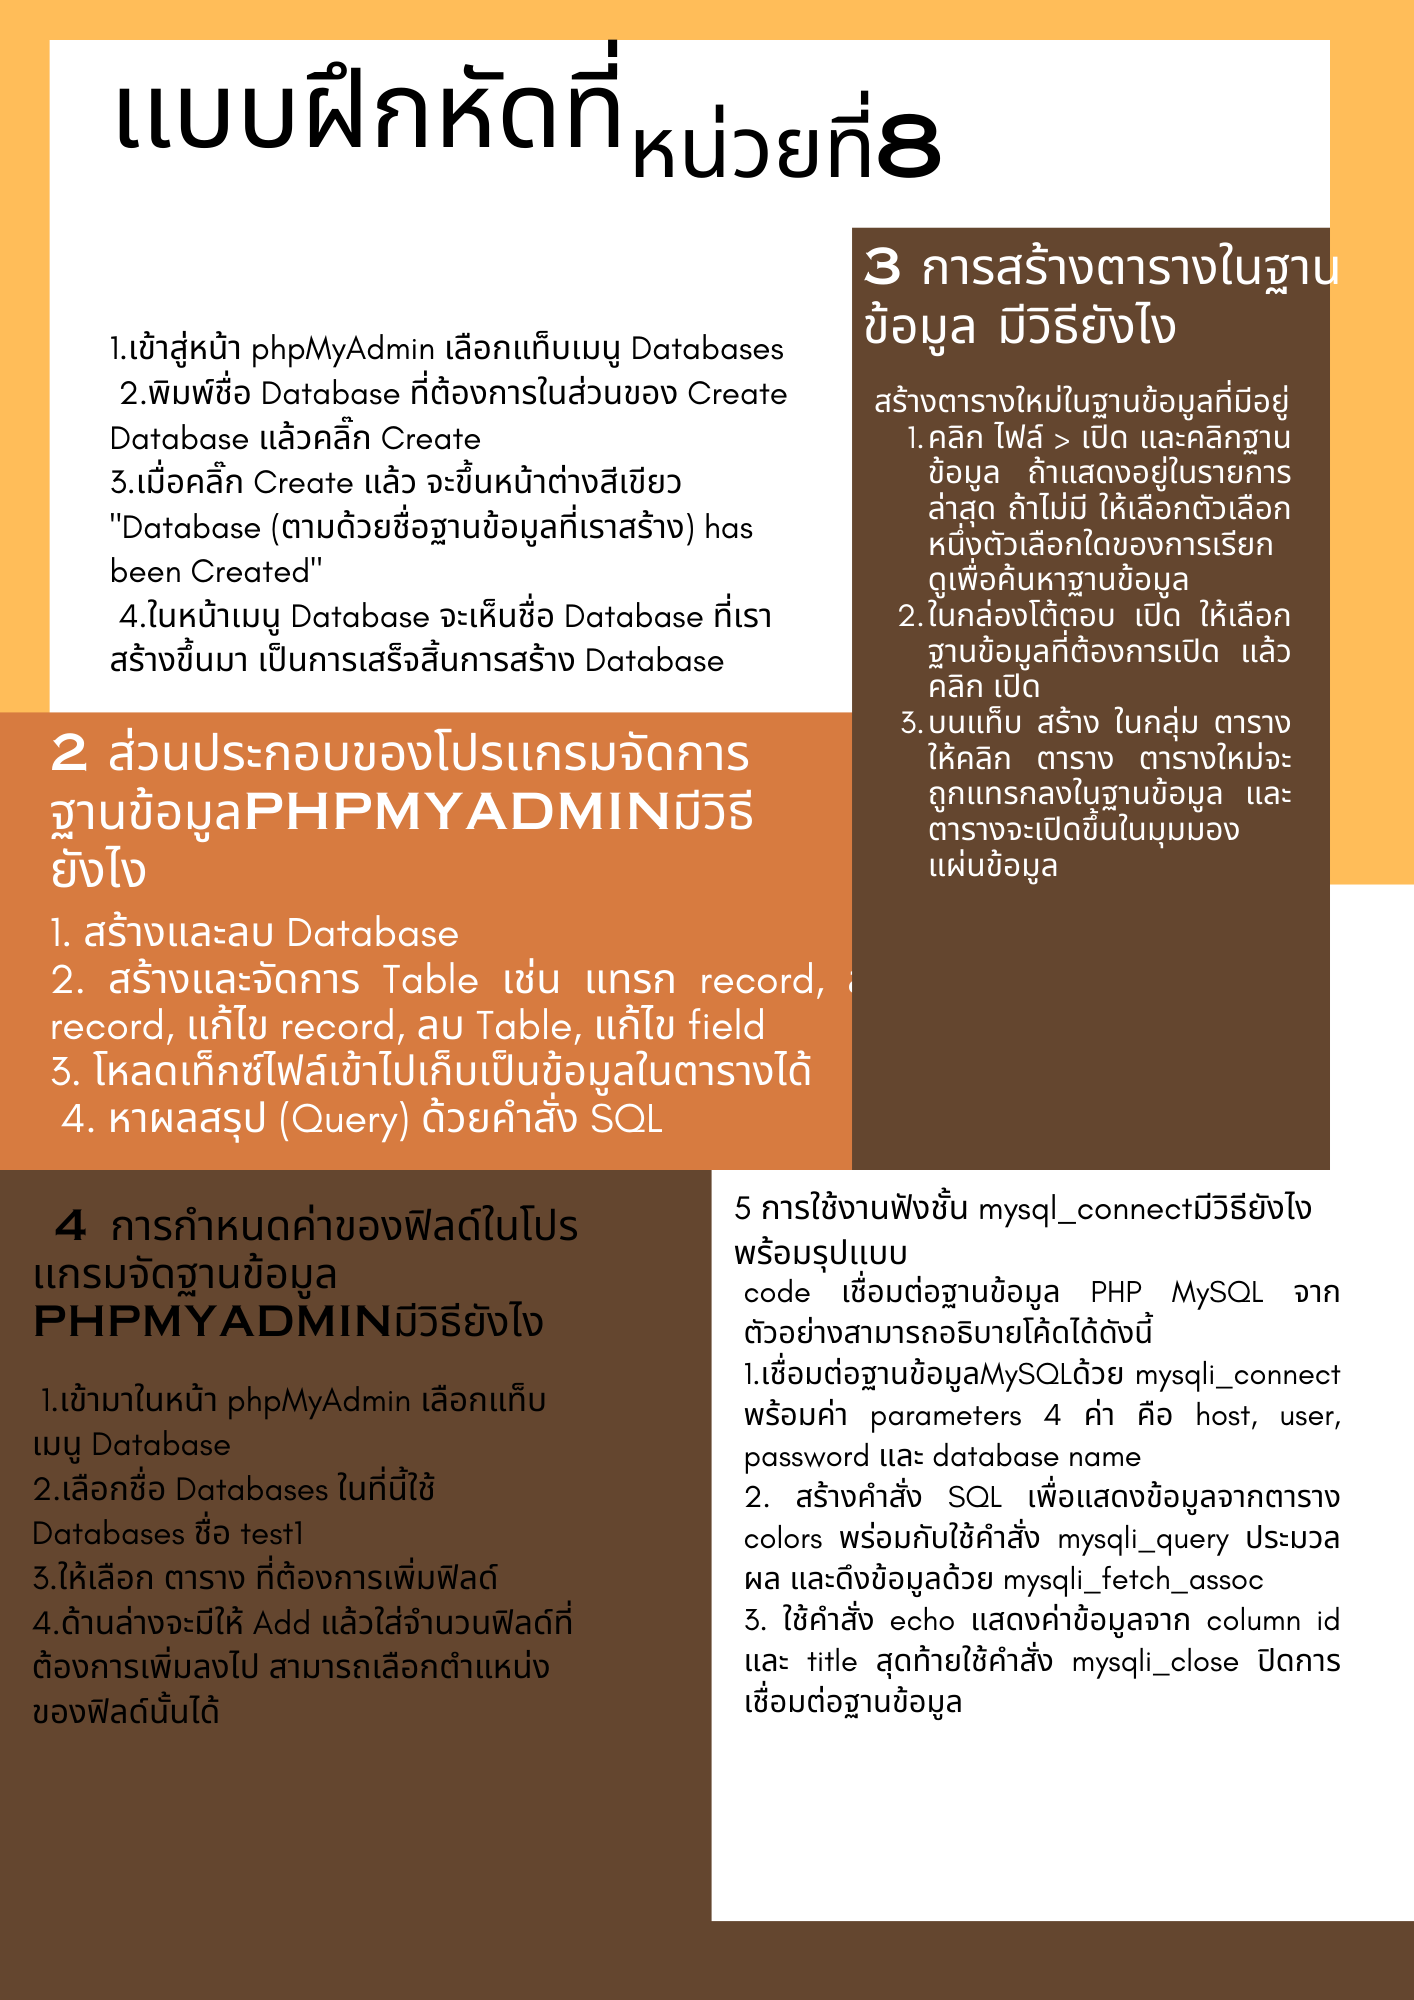 แบบฝึกหัดที่
หน่วยที่8
1.เข้าสู่หน้า phpMyAdmin เลือกแท็บเมนู Databases
2.พิมพ์ชื่อ Database ที่ต้องการในส่วนของ Create
Database แล้วคลิ๊ก Create
3.เมื่อคลิ๊ก Create แล้ว จะขึ้นหน้าต่างสีเขียว
"Database (ตามด้วยชื่อฐานข้อมูลที่เราสร้าง) has
been Created"
4.ในหน้าเมนู Database จะเห็นชื่อ Database ที่เรา
สร้างขึ้นมา เป็นการเสร็จสิ้นการสร้าง Database
2 ส่วนประกอบของโปรแกรมจัดการ
ฐานข้อมูลPHPMYADMINมีวิธี
ยังไง
1. สร้างและลบ Database
2. สร้างและจัดการ Table เช่น แทรก record,
record, แก้ไข record, ลบ Table, แก้ไข field
3. โหลดเท็กซ์ไฟล์เข้าไปเก็บเป็นข้อมูลในตารางได้
4. หาผลสรุป (Query) ด้วยคำสั่ง SQL
3 การสร้างตารางในฐาน
ข้อมูล มีวิธียังไง
สร้างตารางใหม่ในฐานข้อมูลที่มีอยู่
1. คลิก ไฟล์ > เปิด และคลิกฐาน
ข้อมูล ถ้าแสดงอยู่ในรายการ
ล่าสุด ถ้าไม่มี ให้เลือกตัวเลือก
หนึ่งตัวเลือกใดของการเรียก
ดูเพื่อค้นหาฐานข้อมูล
2. ในกล่องโต้ตอบ เปิด ให้เลือก
ฐานข้อมูลที่ต้องการเปิด แล้ว
คลิก เปิด
3. บนแท็บ สร้าง ในกลุ่ม ตาราง
ให้คลิก ตาราง ตารางใหม่จะ
ถูกแทรกลงในฐานข้อมูล และ
ตารางจะเปิดขึ้นในมุมมอง
แผ่นข้อมูล
4 การกำหนดค่าของฟิลด์ในโปร
แกรมจัดฐานข้อมูล
PHPMYADMINมีวิธียังไง
1.เข้ามาในหน้า phpMyAdmin เลือกแท็บ
เมนู Database
2.เลือกชื่อ Databases ในที่นี้ใช้
Databases ชื่อ test1
3.ให้เลือก ตาราง ที่ต้องการเพิ่มฟิลด์
4.ด้านล่างจะมีให้ Add แล้วใส่จำนวนฟิลด์ที่
ต้องการเพิ่มลงไป สามารถเลือกตำแหน่ง
ของฟิลด์นั้นได้
5 การใช้งานฟังชั้น mysql_connectมีวิธียังไง
พร้อมรุปแบบ
code เชื่อมต่อฐานข้อมูล PHP MySQL จาก
ตัวอย่างสามารถอธิบายโค้ดได้ดังนี้
1.เชื่อมต่อฐานข้อมูลMySQLด้วย mysqli_connect
พร้อมค่า parameters 4 ค่า คือ host, user,
password และ database name
2. สร้างคำสั่ง SQL เพื่อแสดงข้อมูลจากตาราง
colors พร่อมกับใช้คำสั่ง mysqli_query ประมวล
ผล และดึงข้อมูลด้วย mysqli_fetch_assoc
3. ใช้คำสั่ง echo แสดงค่าข้อมูลจาก column id
และ title สุดท้ายใช้คำสั่ง mysqli_close ปิดการ
เชื่อมต่อฐานข้อมูล